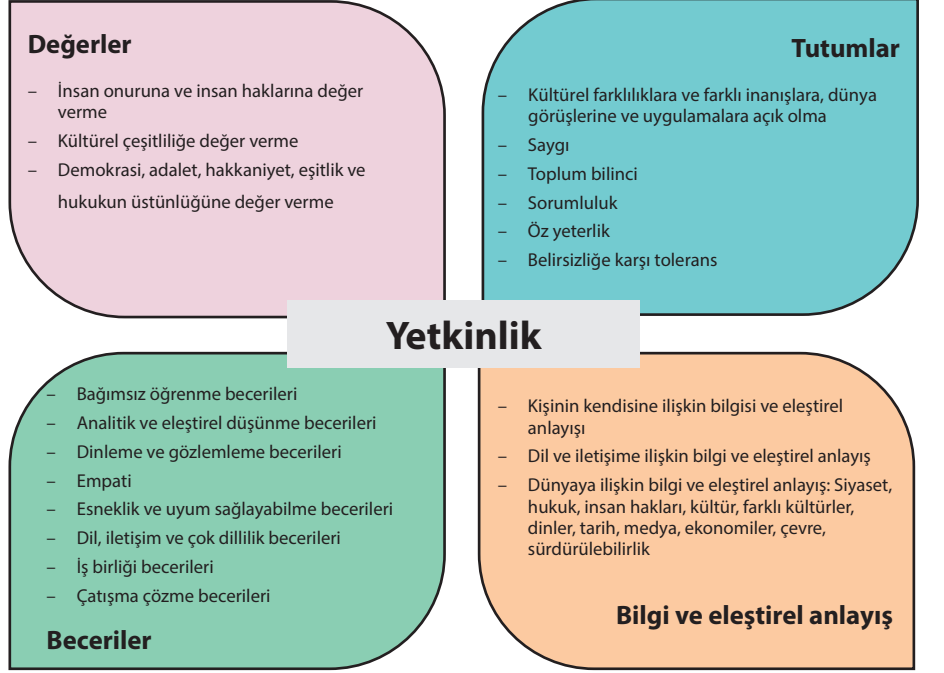 Değerler
– İnsan onuruna ve insan haklarına değer
verme
– Kültürel çeşitliliğe değer verme
– Demokrasi, adalet, hakkaniyet, eşitlik ve
hukukun üstünlüğüne değer verme
Tutumlar
– Kültürel farklılıklara ve farklı inanışlara, dünya
görüşlerine ve uygulamalara açık olma
– Saygı
– Toplum bilinci
– Sorumluluk
– Öz yeterlik
– Belirsizliğe karşı tolerans
Yetkinlik
– Bağımsız öğrenme becerileri
– Analitik ve eleştirel düşünme becerileri
– Dinleme ve gözlemleme becerileri
– Empati
– Esneklik ve uyum sağlayabilme becerileri
– Dil, iletişim ve çok dillilik becerileri
– İş birliği becerileri
– Çatışma çözme becerileri
Beceriler
– Kişinin kendisine ilişkin bilgisi ve eleştirel
anlayışı
– Dil ve iletişime ilişkin bilgi ve eleştirel anlayış
– Dünyaya ilişkin bilgi ve eleştirel anlayış: Siyaset,
hukuk, insan hakları, kültür, farklı kültürler,
dinler, tarih, medya, ekonomiler, çevre,
sürdürülebilirlik
Bilgi ve eleştirel anlayış